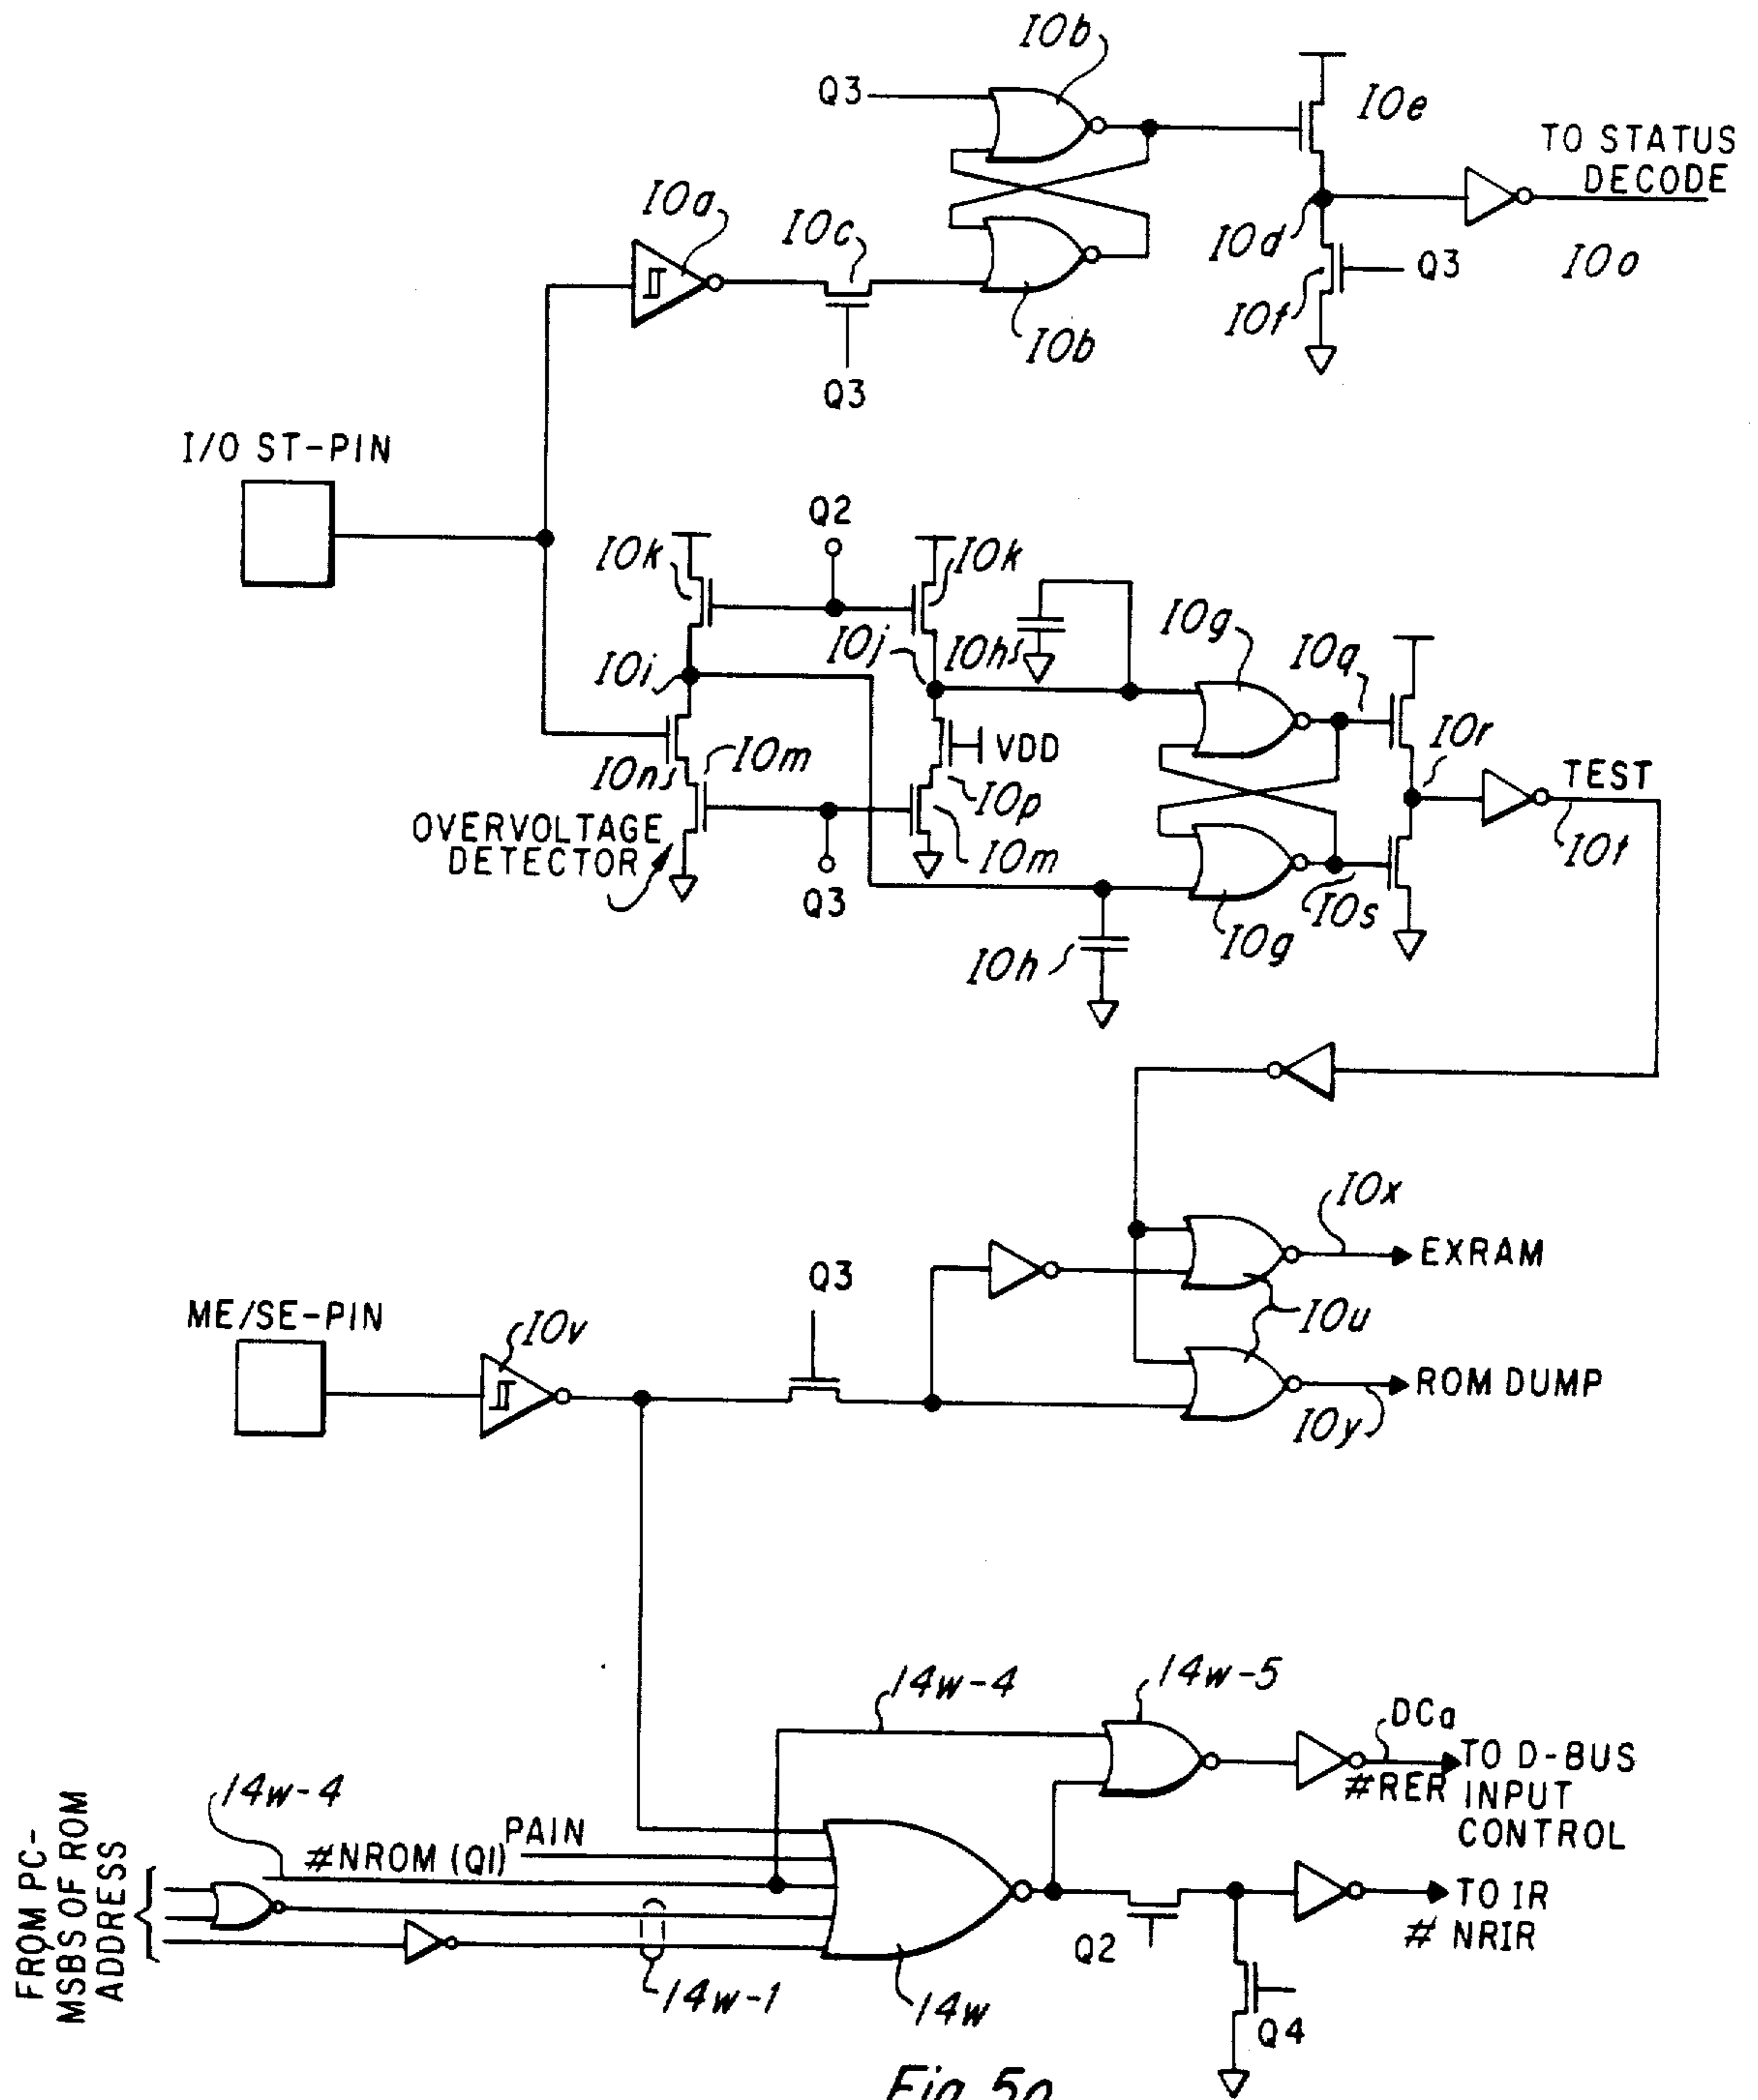 10b
Q3
10e
TO STATUS
DECODE
10a
10c
10d
Q3
10o
10f
10b
Q3
I/O ST-PIN
Q2
10k
10k
10g
10j
10h
10q
10i
10r
10m
VDD
TEST
10n
10p
OVERVOLTAGE
DETECTOR
10m
10t
Q3
10s
10g
10h
10x
EXRAM
Q3
ME/SE-PIN
10v
10u
ROM DUMP
10y
14w-4
14w-5
DCa
TO D-BUS
INPUT
CONTROL
#RER
14w-4
PAIN
#NROM (Q1)
FROM PC-
MSBS OF ROM
ADDRESS
TO IR
# NRIR
Q2
14w-1
14w
Q4
Fig. 5a